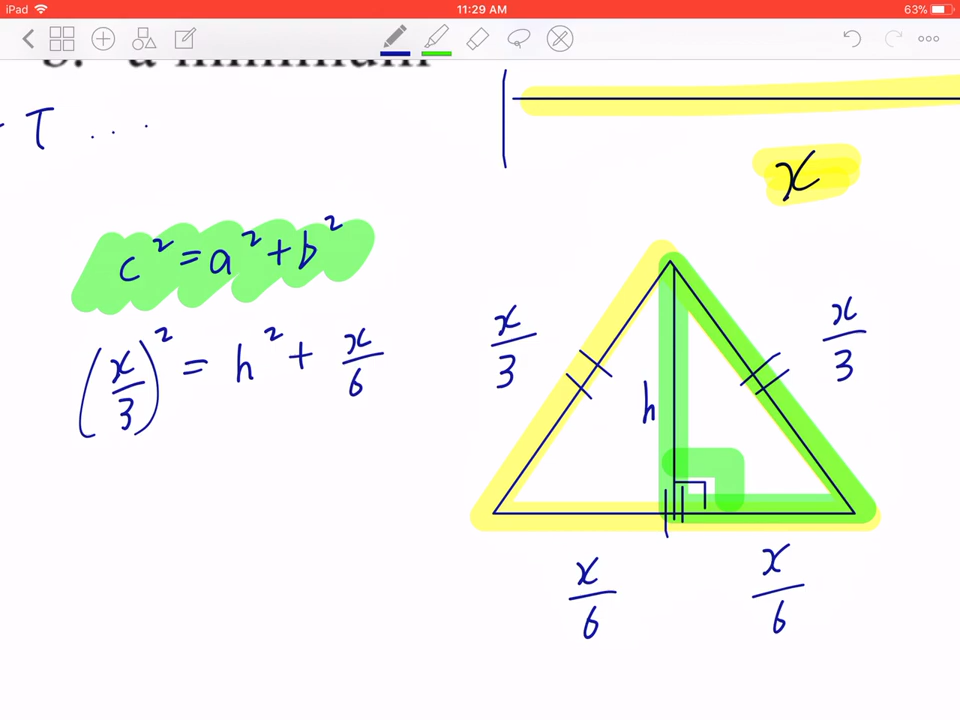 iPad 11:29 AM 63%
T ...
x
c² = a² + b²
(x/3)² = h² + x/6
x/3 x/3
h
x/6 x/6